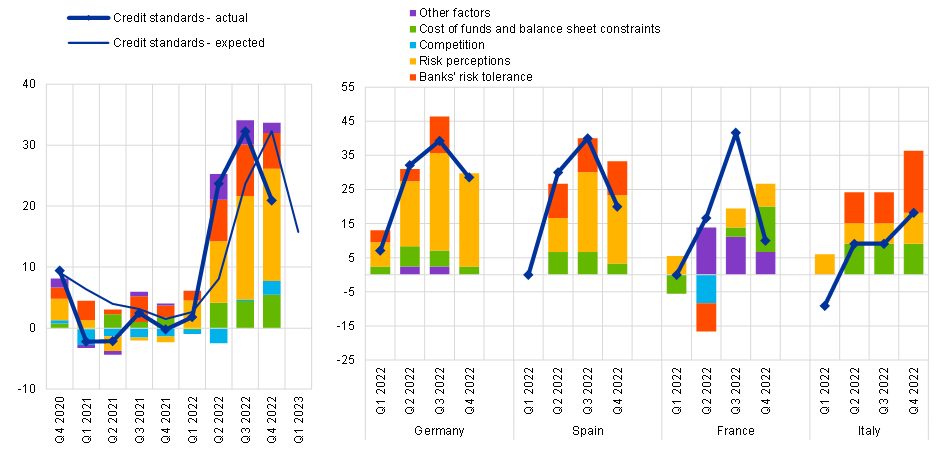 Credit standards - actual
Credit standards - expected
Other factors
Cost of funds and balance sheet constraints
Competition
Risk perceptions
Banks' risk tolerance
40
30
20
10
0
-10
Q4 2020
Q1 2021
Q2 2021
Q3 2021
Q4 2021
Q1 2022
Q2 2022
Q3 2022
Q4 2022
Q1 2023
55
45
35
25
15
5
-5
-15
-25
Q1 2022
Q2 2022
Q3 2022
Q4 2022
Q1 2022
Q2 2022
Q3 2022
Q4 2022
Q1 2022
Q2 2022
Q3 2022
Q4 2022
Q1 2022
Q2 2022
Q3 2022
Q4 2022
Germany
Spain
France
Italy